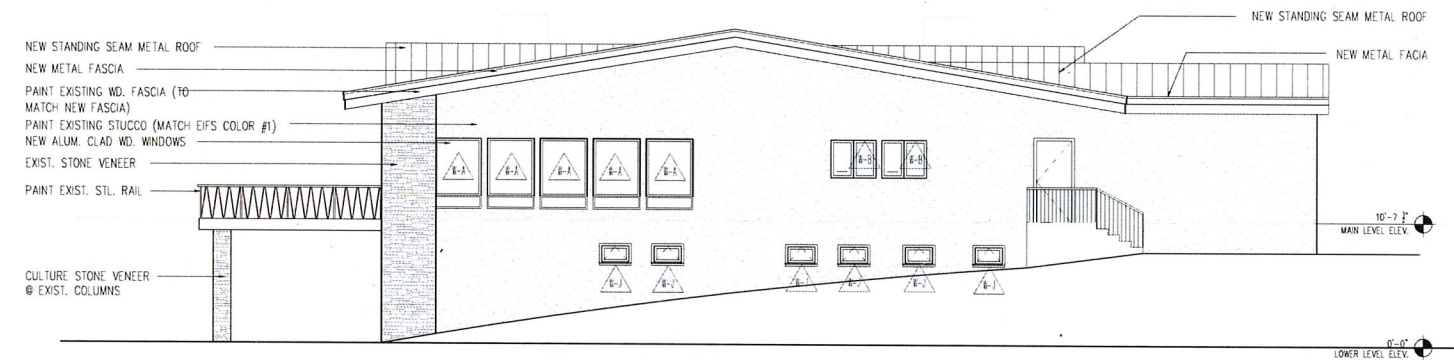 NEW STANDING SEAM METAL ROOF
NEW METAL FASCIA
PAINT EXISTING WD. FASCIA (TO
MATCH NEW FASCIA)
PAINT EXISTING STUCCO (MATCH EIFS COLOR #1)
NEW ALUM. CLAD WD. WINDOWS
EXIST. STONE VENEER
PAINT EXIST. STL. RAIL
CULTURE STONE VENEER
@ EXIST. COLUMNS
NEW STANDING SEAM METAL ROOF
NEW METAL FACIA
W-A
W-A
W-A
W-A
W-A
W-B
W-B
W-J
W-J
W-J
W-J
W-J
W-J
10'-7
MAIN LEVEL ELEV.
0'-0"
LOWER LEVEL ELEV.